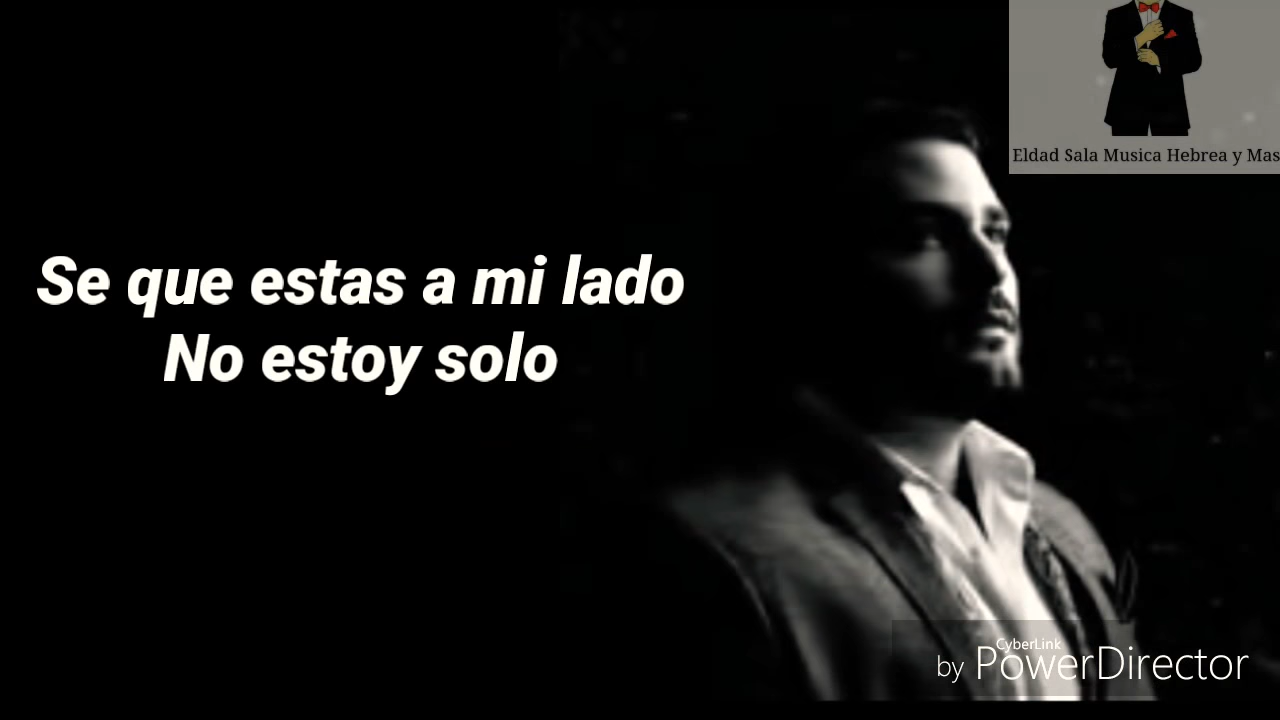 Eldad Sala Musica Hebrea y Mas
Se que estas a mi lado
No estoy solo
CyberLink
by PowerDirector